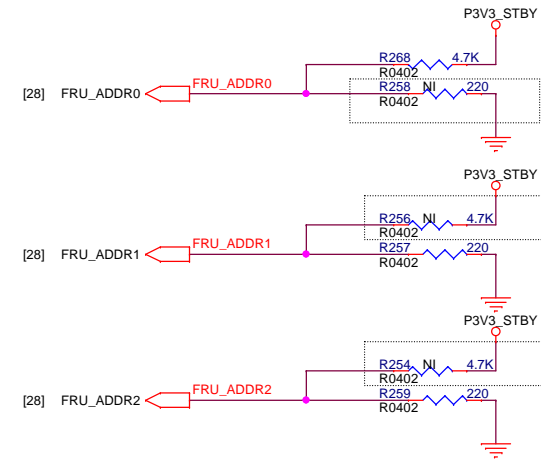 P3V3_STBY
R268 4.7K
R0402
FRU_ADDR0
R258 NI 220
[28] FRU_ADDR0
R0402
P3V3_STBY
R256 NI 4.7K
R0402
FRU_ADDR1
R257 220
[28] FRU_ADDR1
R0402
P3V3_STBY
R254 NI 4.7K
R0402
FRU_ADDR2
R259 220
[28] FRU_ADDR2
R0402